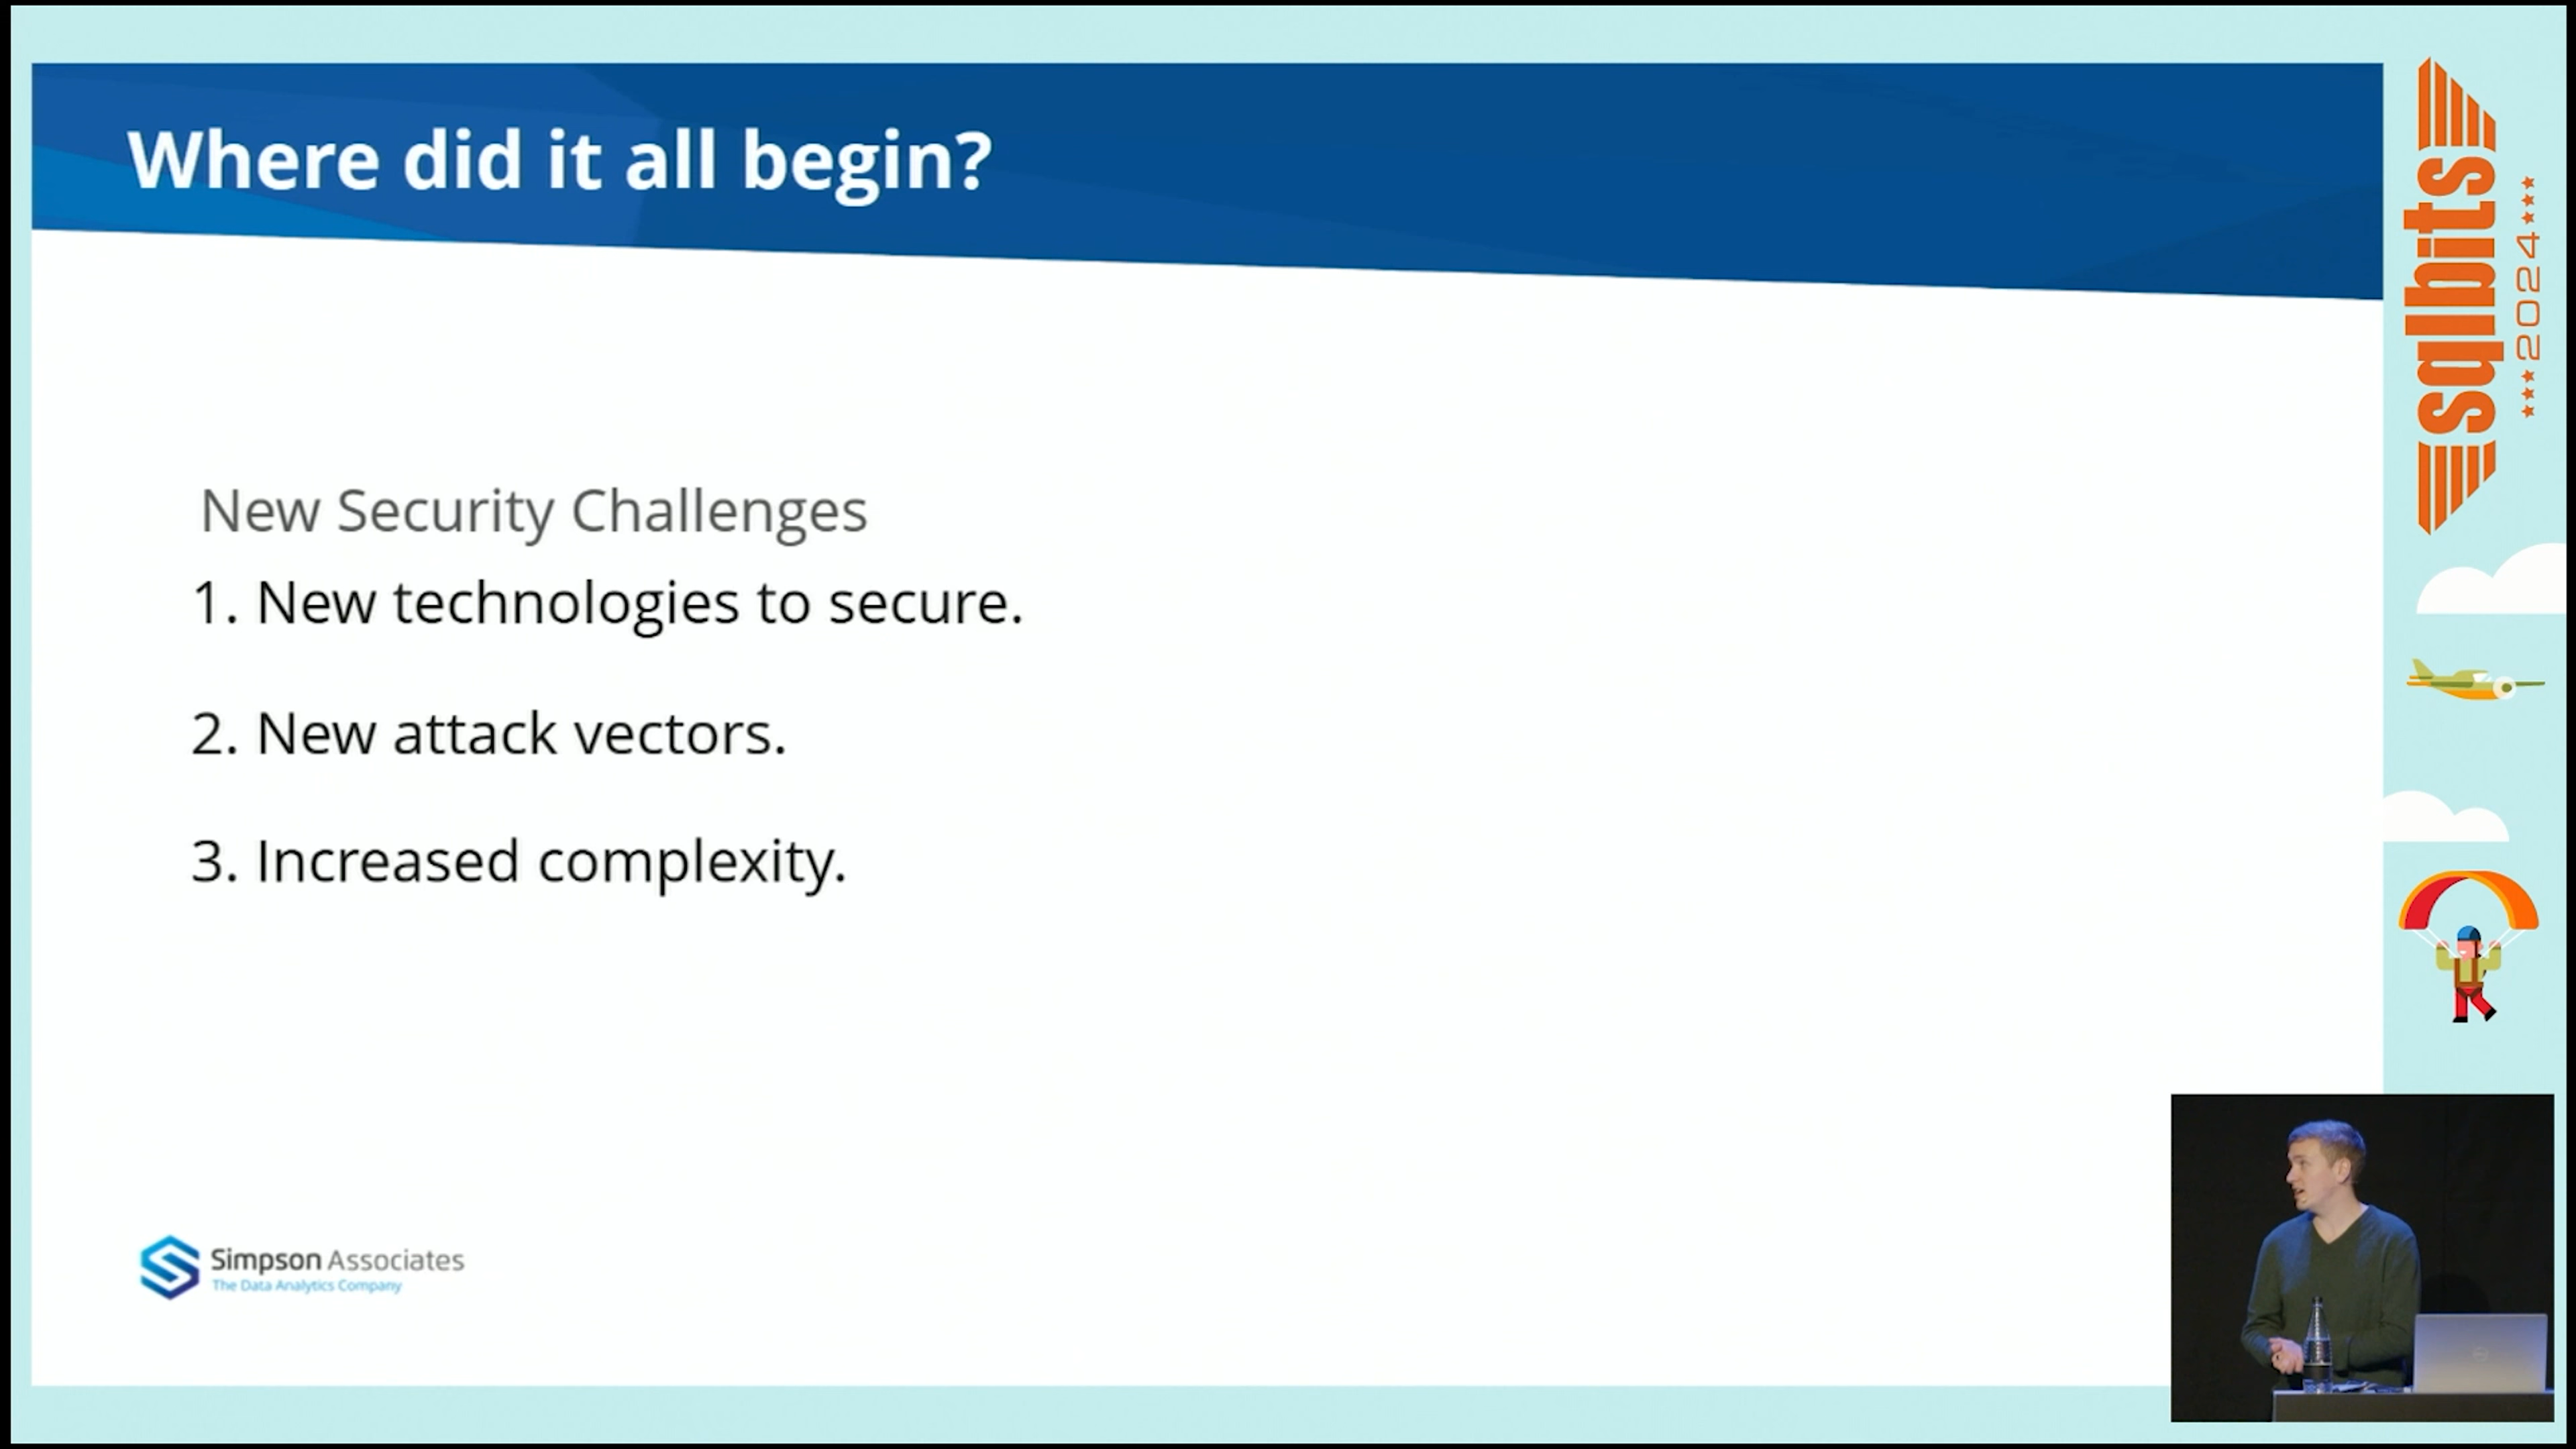 Where did it all begin?
New Security Challenges
1. New technologies to secure.
2. New attack vectors.
3. Increased complexity.
Simpson Associates
The Data Analytics Company
sqlbits
2024